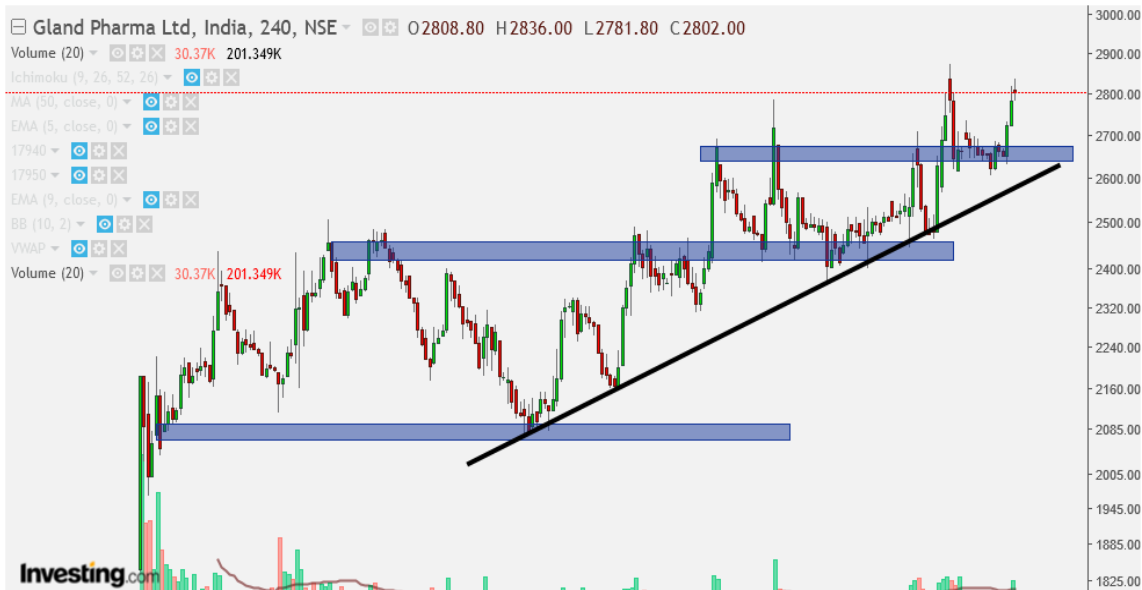 Gland Pharma Ltd, India, 240, NSE O2808.80 H2836.00 L2781.80 C2802.00
Volume (20) 30.37K 201.349K
Ichimoku (9, 26, 52, 26)
MA (50, close, 0)
EMA (5, close, 0)
17940
17950
EMA (9, close, 0)
BB (10, 2)
VWAP
Volume (20) 30.37K 201.349K
3000.00
2900.00
2800.00
2700.00
2600.00
2500.00
2400.00
2320.00
2240.00
2160.00
2085.00
2005.00
1945.00
1885.00
1825.00
Investing.com